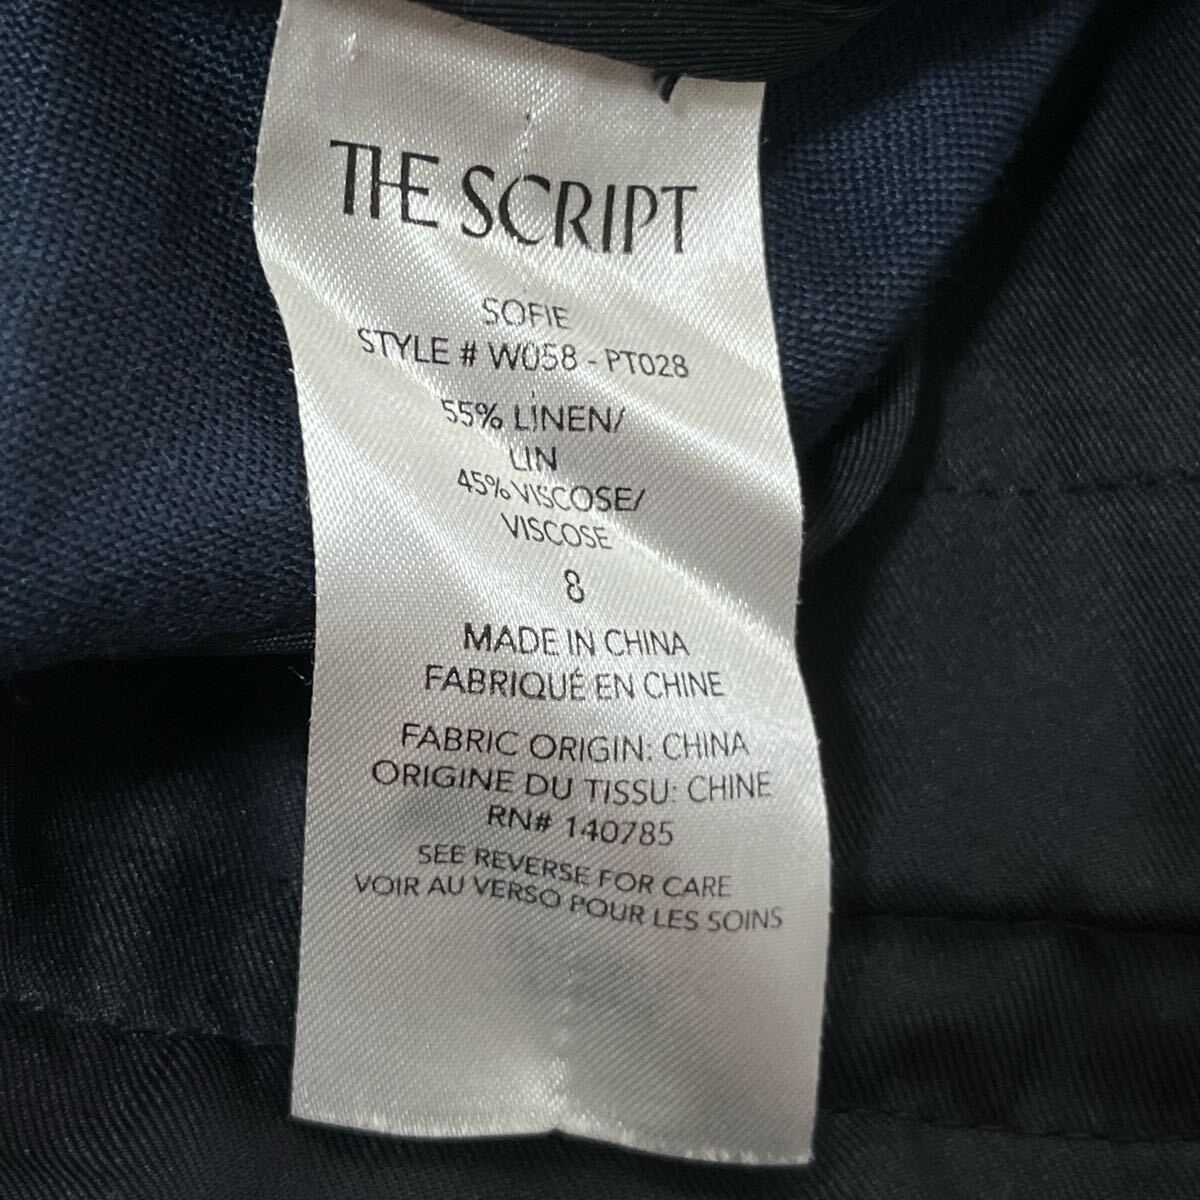 THE SCRIPT
SOFIE
STYLE # W058 - PT028
55% LINEN/
LIN
45% VISCOSE/
VISCOSE
8
MADE IN CHINA
FABRIQUÉ EN CHINE
FABRIC ORIGIN: CHINA
ORIGINE DU TISSU: CHINE
RN# 140785
SEE REVERSE FOR CARE
VOIR AU VERSO POUR LES SOINS